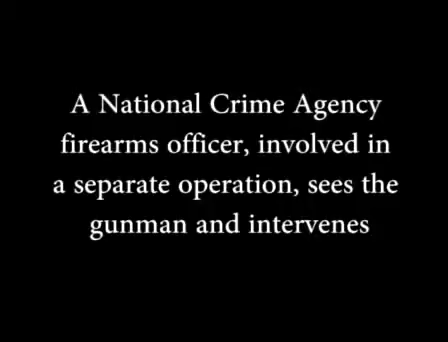 A National Crime Agency
firearms officer, involved in
a separate operation, sees the
gunman and intervenes